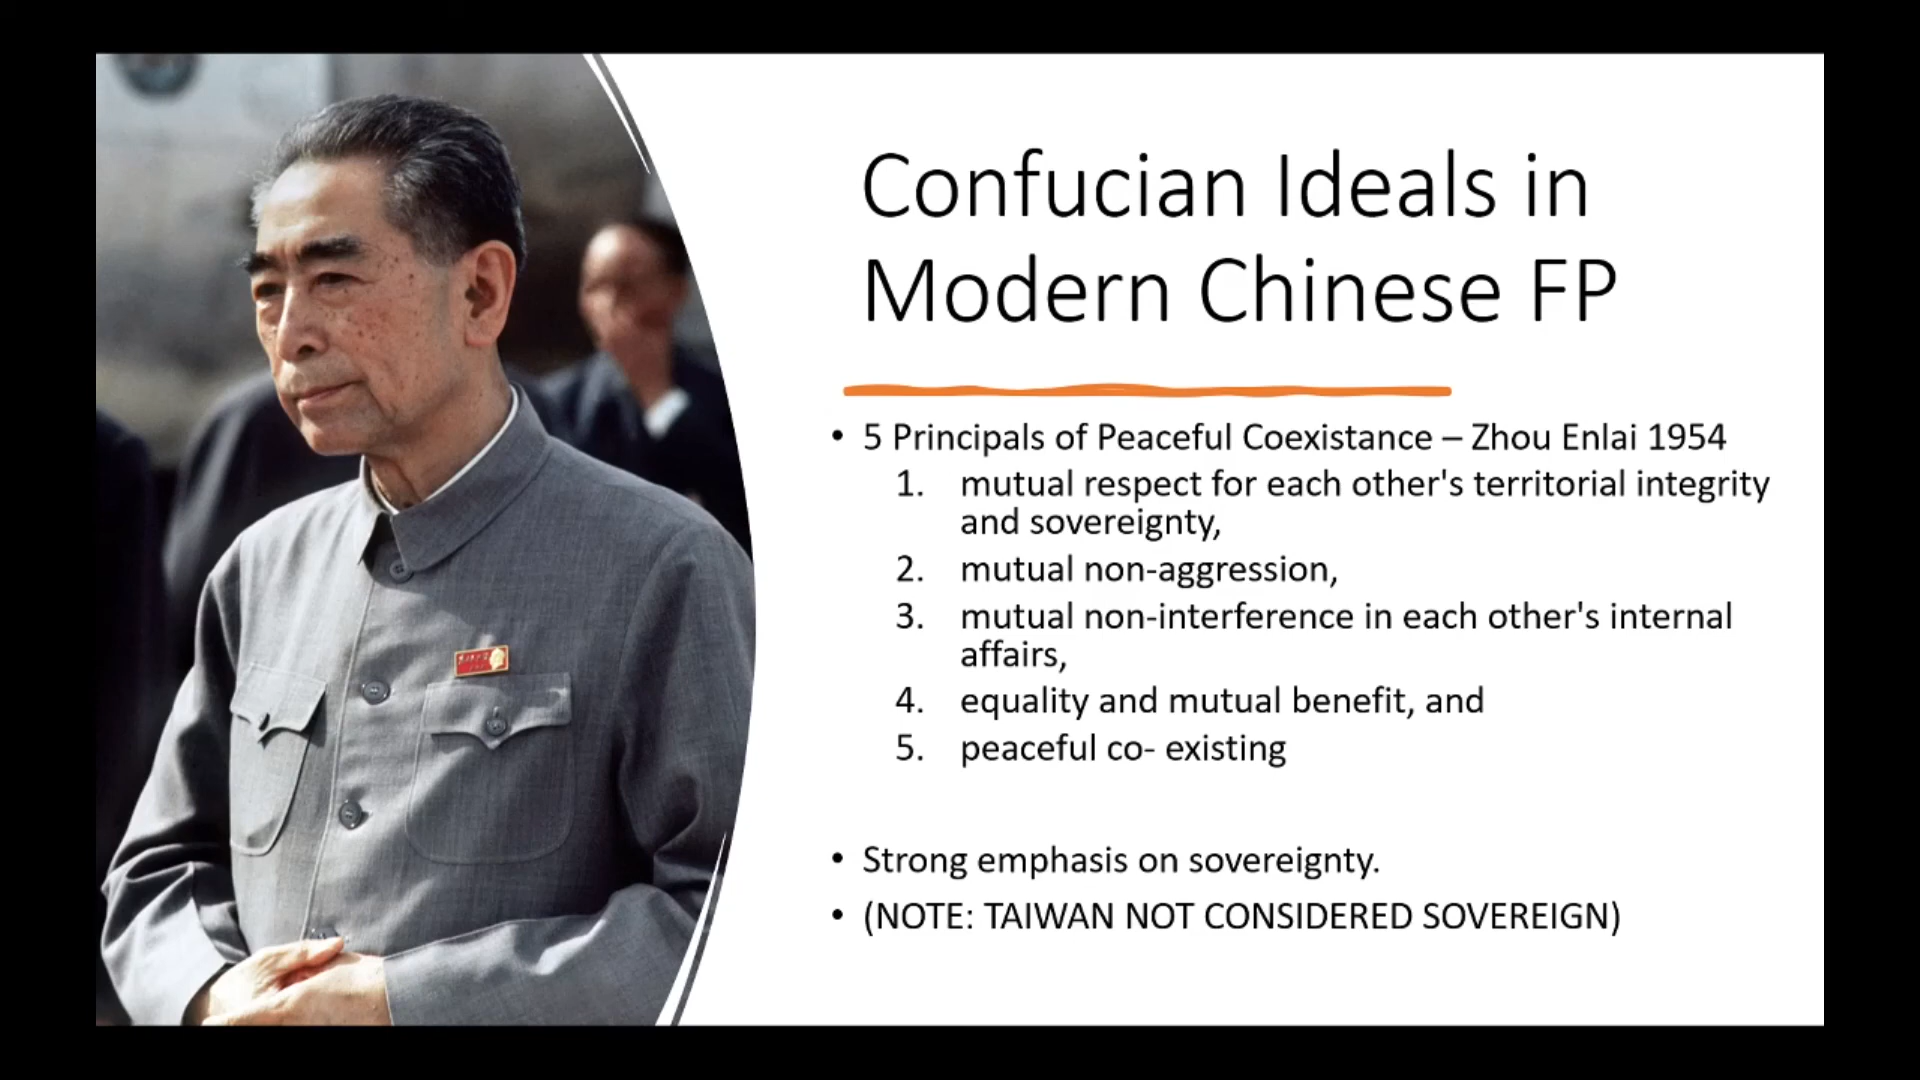 Confucian Ideals in
Modern Chinese FP
• 5 Principals of Peaceful Coexistance – Zhou Enlai 1954
1. mutual respect for each other's territorial integrity
and sovereignty,
2. mutual non-aggression,
3. mutual non-interference in each other's internal
affairs,
4. equality and mutual benefit, and
5. peaceful co- existing
• Strong emphasis on sovereignty.
• (NOTE: TAIWAN NOT CONSIDERED SOVEREIGN)